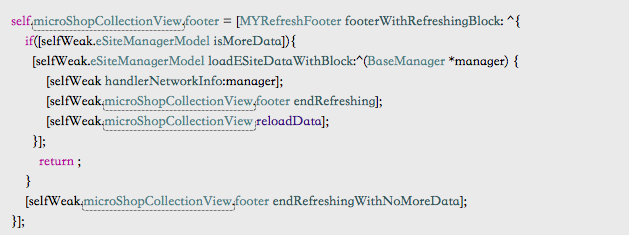 self.microShopCollectionView.footer = [MYRefreshFooter footerWithRefreshingBlock: ^{
if([selfWeak.eSiteManagerModel isMoreData]){
[selfWeak.eSiteManagerModel loadESiteDataWithBlock:^(BaseManager *manager) {
[selfWeak handlerNetworkInfo:manager];
[selfWeak.microShopCollectionView.footer endRefreshing];
[selfWeak.microShopCollectionView reloadData];
}];
return ;
}
[selfWeak.microShopCollectionView.footer endRefreshingWithNoMoreData];
}];